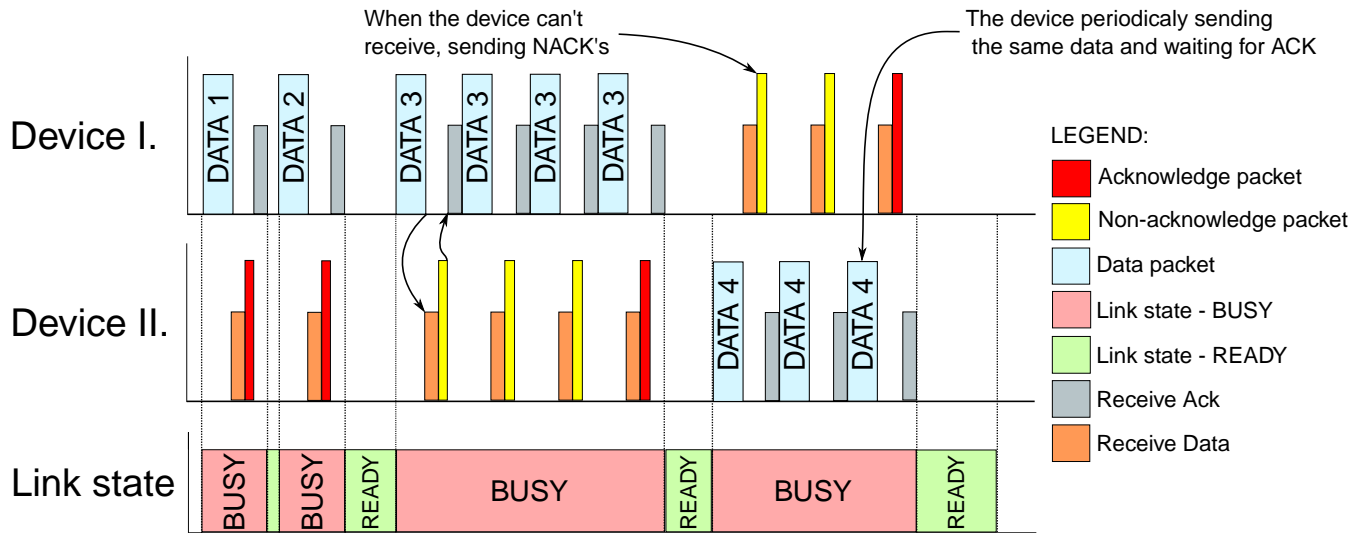 When the device can't
receive, sending NACK's
The device periodicaly sending
the same data and waiting for ACK
Device I.
DATA 1
DATA 2
DATA 3
DATA 3
DATA 3
DATA 3
LEGEND:
Acknowledge packet
Non-acknowledge packet
Data packet
Link state - BUSY
Link state - READY
Receive Ack
Receive Data
Device II.
DATA 4
DATA 4
DATA 4
Link state
BUSY
BUSY
READY
BUSY
READY
BUSY
READY